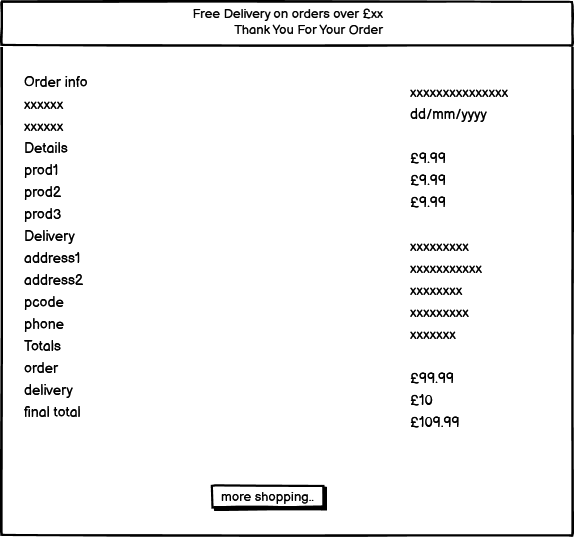 Free Delivery on orders over £xx
Thank You For Your Order
Order info
xxxxxx
xxxxxx
Details
prod1
prod2
prod3
Delivery
address1
address2
pcode
phone
Totals
order
delivery
final total
xxxxxxxxxxxxxxx
dd/mm/yyyy
£9.99
£9.99
£9.99
xxxxxxxxx
xxxxxxxxxxx
xxxxxxxx
xxxxxxxxx
xxxxxxx
£99.99
£10
£109.99
more shopping..